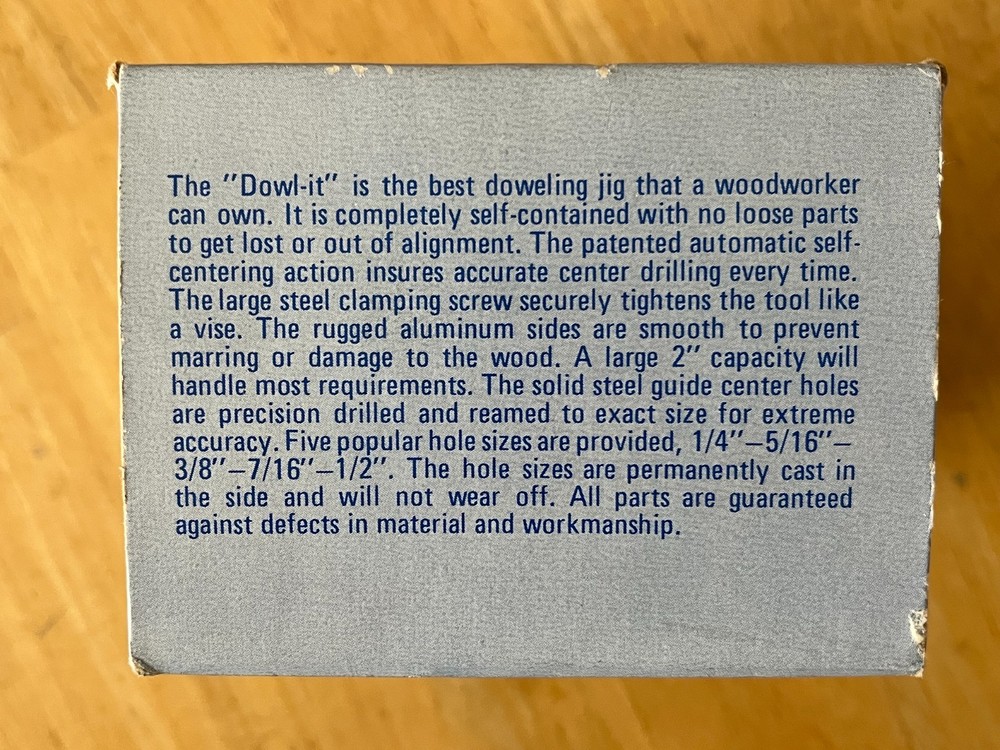 The "Dowl-it" is the best doweling jig that a woodworker
can own. It is completely self-contained with no loose parts
to get lost or out of alignment. The patented automatic self-
centering action insures accurate center drilling every time.
The large steel clamping screw securely tightens the tool like
a vise. The rugged aluminum sides are smooth to prevent
marring or damage to the wood. A large 2" capacity will
handle most requirements. The solid steel guide center holes
are precision drilled and reamed to exact size for extreme
accuracy. Five popular hole sizes are provided, 1/4"–5/16"–
3/8"–7/16"–1/2". The hole sizes are permanently cast in
the side and will not wear off. All parts are guaranteed
against defects in material and workmanship.